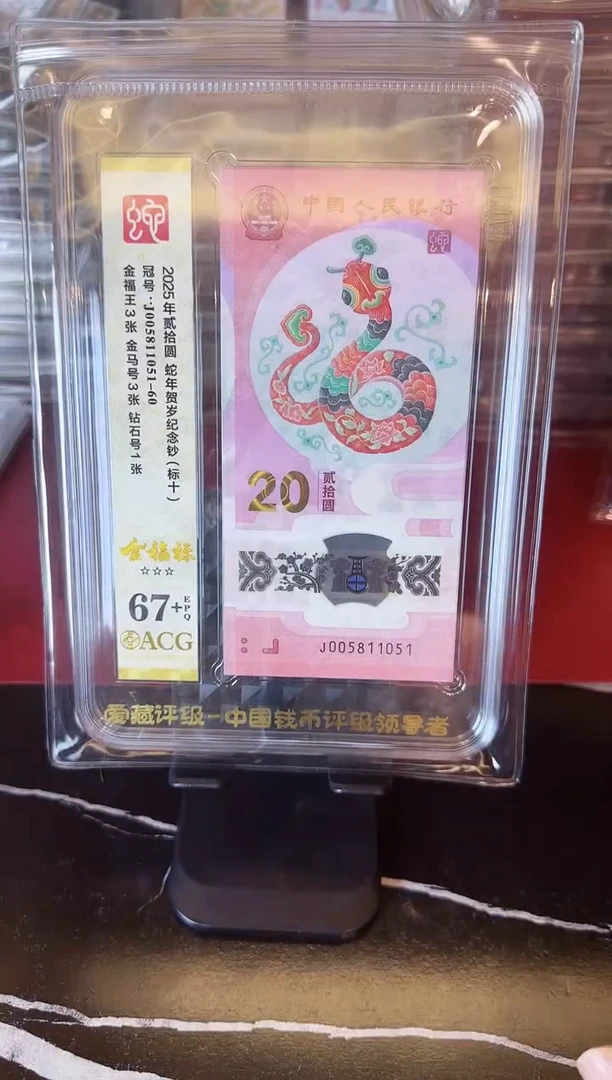 蛇
2025年贰拾圆 蛇年贺岁纪念钞(标十)
冠号:J005811051-60
金福王3张 金马号3张 钻石号1张
金福禄
☆☆☆
67+EPQ
ACG
中国人民银行
蛇
20
贰拾圆
J005811051
爱藏评级-中国钱币评级领导者